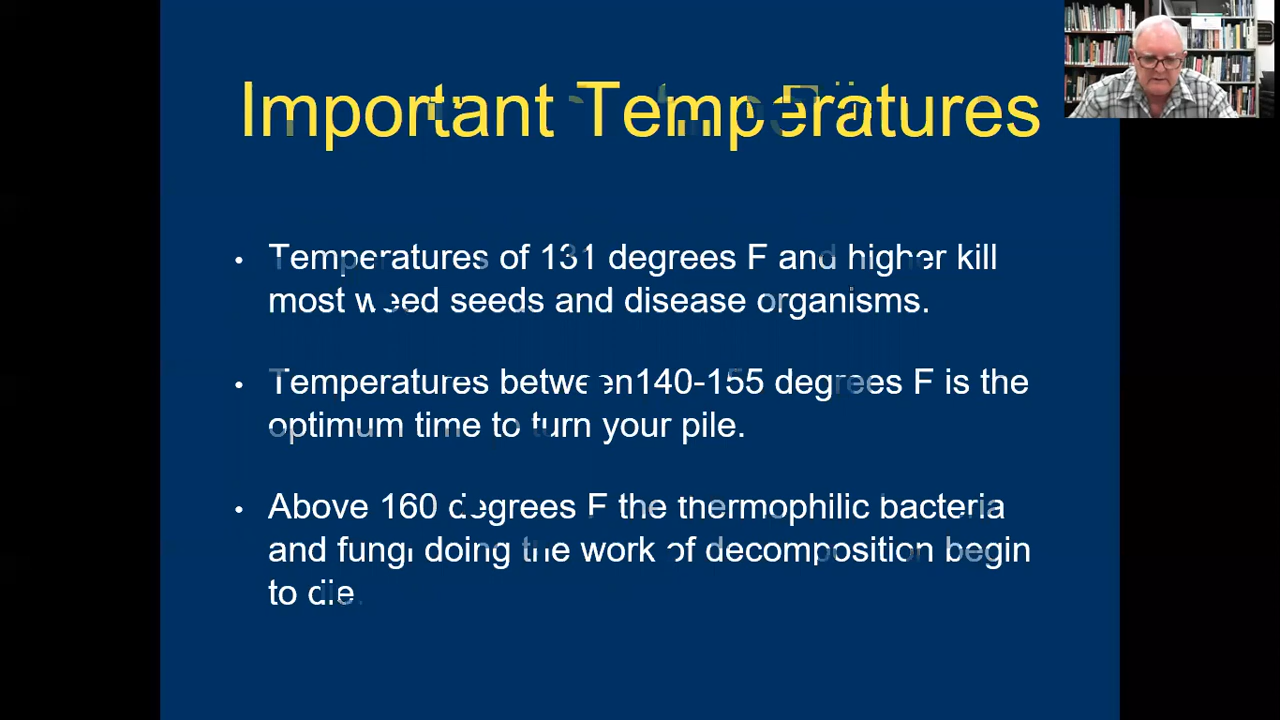 Important Temperatures
• Temperatures of 131 degrees F and higher kill
most weed seeds and disease organisms.
• Temperatures between140-155 degrees F is the
optimum time to turn your pile.
• Above 160 degrees F the thermophilic bacteria
and fungi doing the work of decomposition begin
to die.